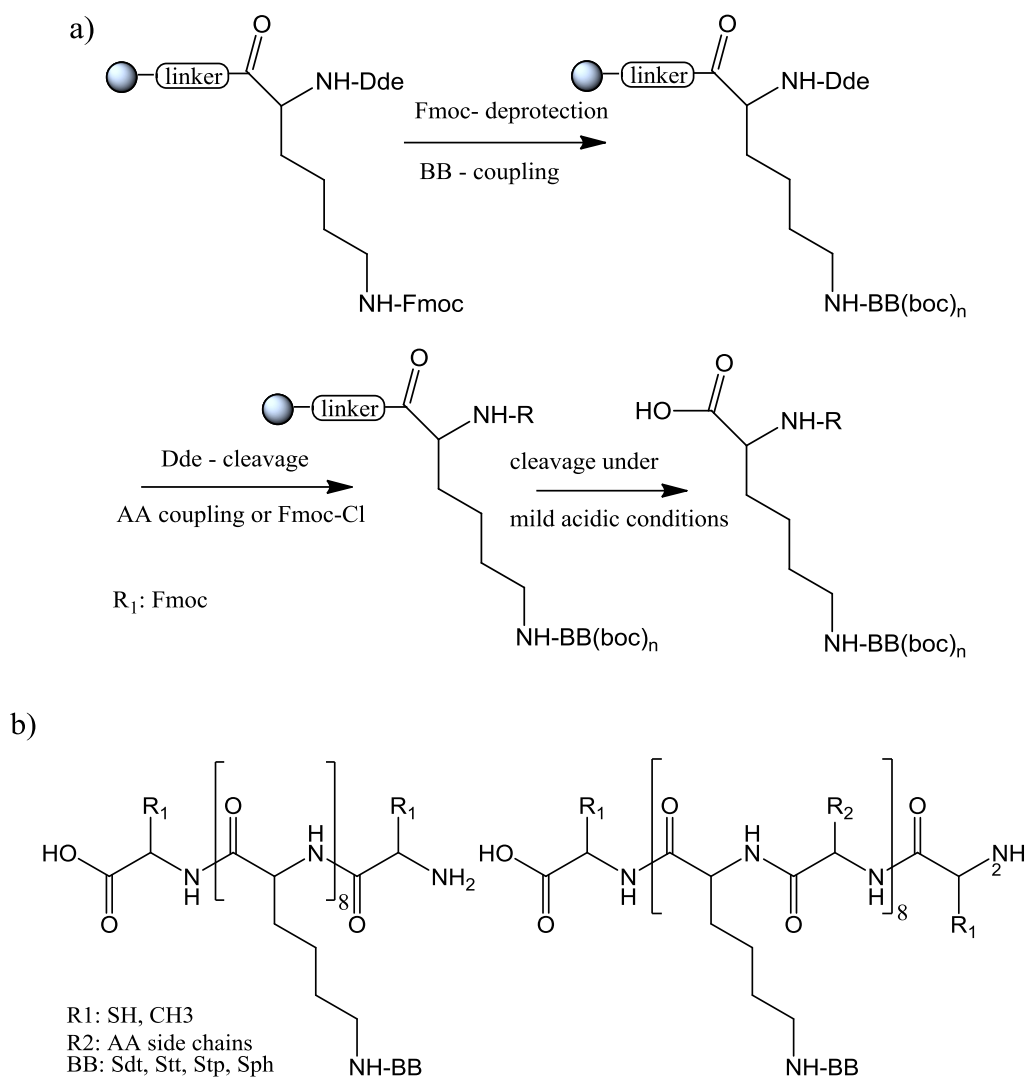 a)
O
linker
NH-Dde
Fmoc- deprotection
BB - coupling
NH-Fmoc
O
linker
NH-Dde
NH-BB(boc)n
Dde - cleavage
AA coupling or Fmoc-Cl
R1: Fmoc
O
linker
NH-R
NH-BB(boc)n
cleavage under
mild acidic conditions
O
HO
NH-R
NH-BB(boc)n
b)
R1 O H R1
HO N NH2
O H 8 O
NH-BB
R1 O H R2 O
HO N N N NH2
O H O H 8 R1
NH-BB
R1: SH, CH3
R2: AA side chains
BB: Sdt, Stt, Stp, Sph